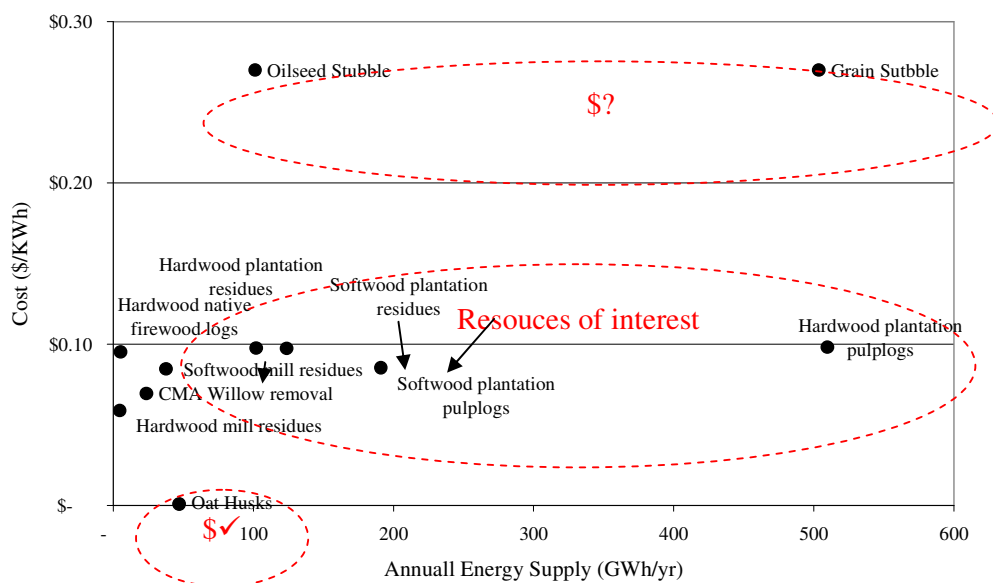 $0.30
Oilseed Stubble
Grain Sutbble
$?
$0.20
Cost ($/KWh)
Hardwood plantation
residues
Softwood plantation
residues
Hardwood native
firewood logs
Resouces of interest
Hardwood plantation
pulplogs
$0.10
Softwood mill residues
Softwood plantation
pulplogs
CMA Willow removal
Hardwood mill residues
$-
Oat Husks
$✓
- 100 200 300 400 500 600
Annuall Energy Supply (GWh/yr)